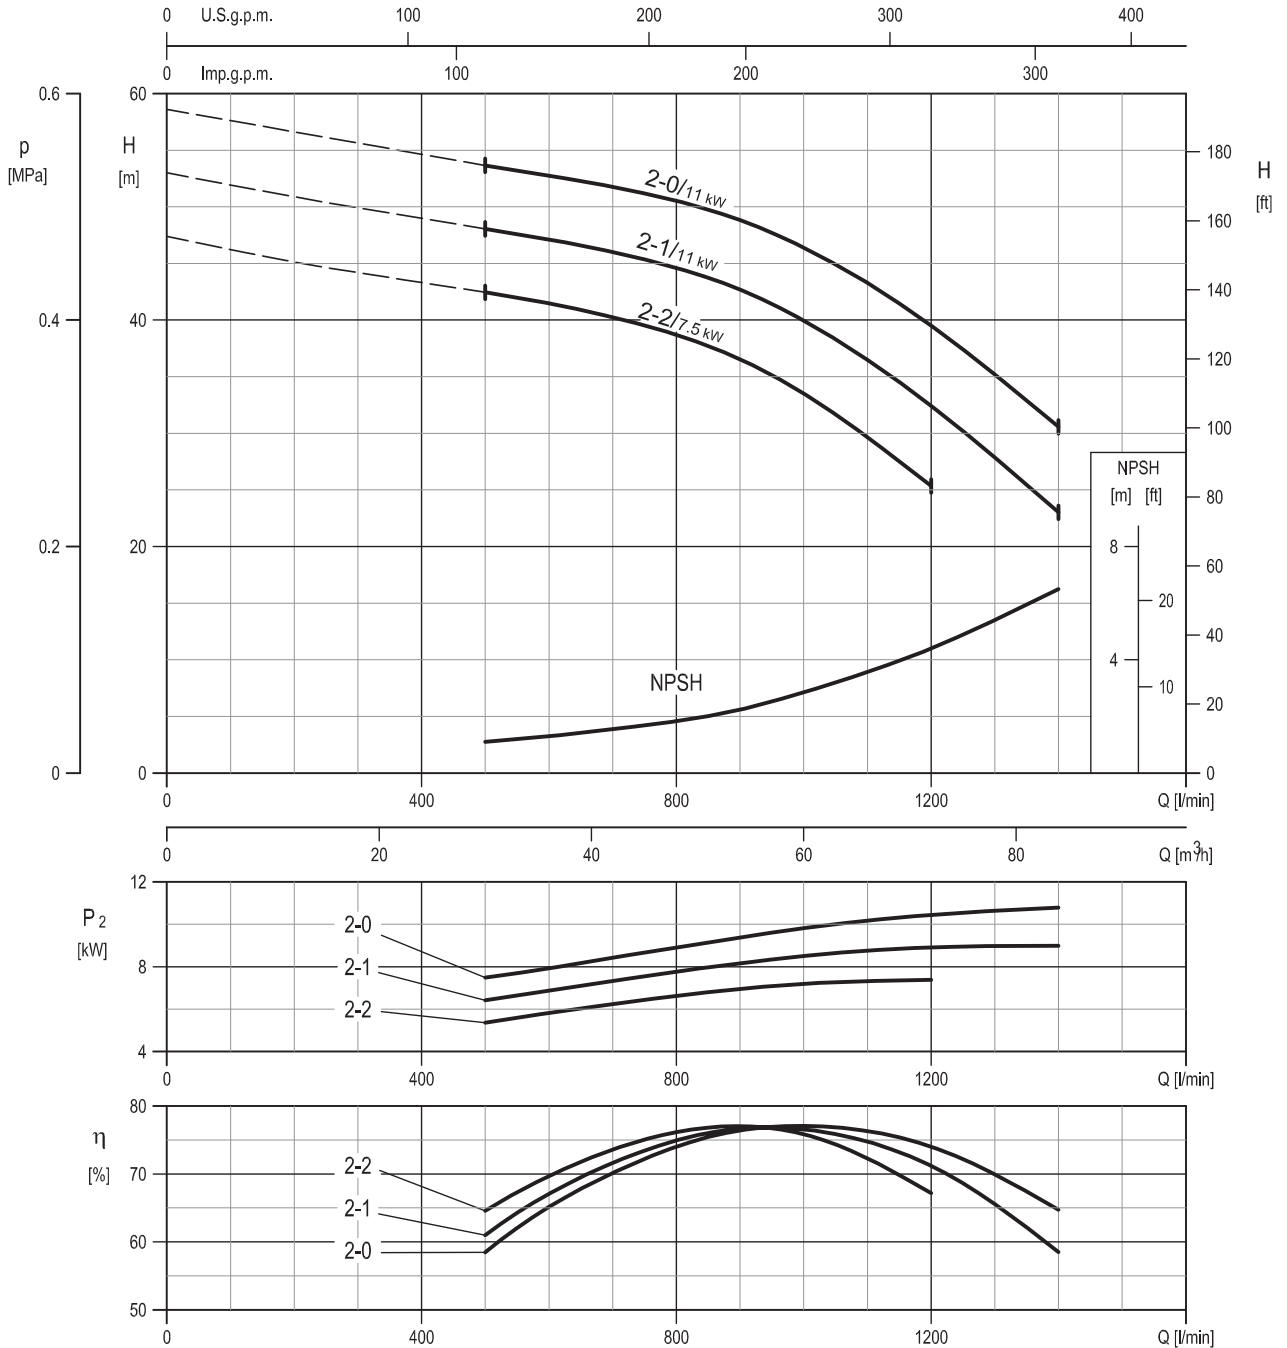 0 U.S.g.p.m. 100 200 300 400
0 Imp.g.p.m. 100 200 300
0.6 60
p H
[MPa] [m]
180
H
[ft]
2-0/11 kW
160
2-1/11 kW
140
0.4 40
2-2/7.5 kW
120
100
NPSH
[m] [ft]
80
0.2 20 8
60
20
40
4
10
NPSH
20
0 0 0
0 400 800 1200 Q [l/min]
0 20 40 60 80 Q [m³/h]
12
P2
[kW]
2-0
8
2-1
2-2
4
0 400 800 1200 Q [l/min]
80
η
[%]
70
2-2
2-1
60
2-0
50
0 400 800 1200 Q [l/min]